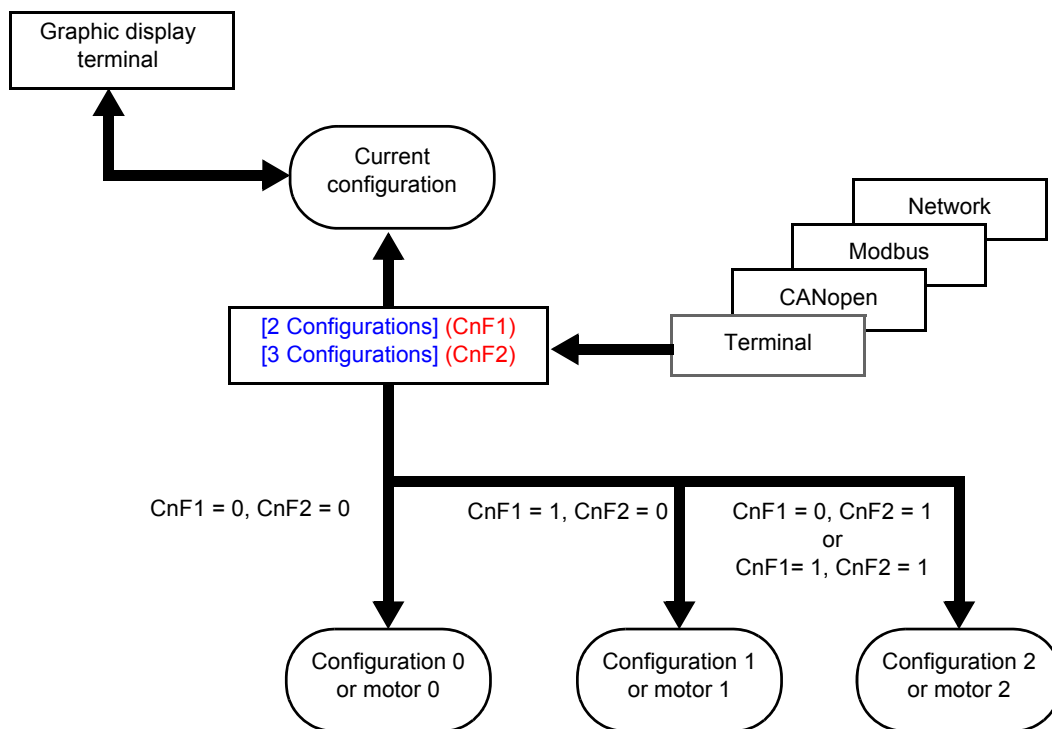 Graphic display
terminal
Current
configuration
Network
Modbus
CANopen
Terminal
[2 Configurations] (CnF1)
[3 Configurations] (CnF2)
CnF1 = 0, CnF2 = 0
CnF1 = 1, CnF2 = 0
CnF1 = 0, CnF2 = 1
or
CnF1= 1, CnF2 = 1
Configuration 0
or motor 0
Configuration 1
or motor 1
Configuration 2
or motor 2